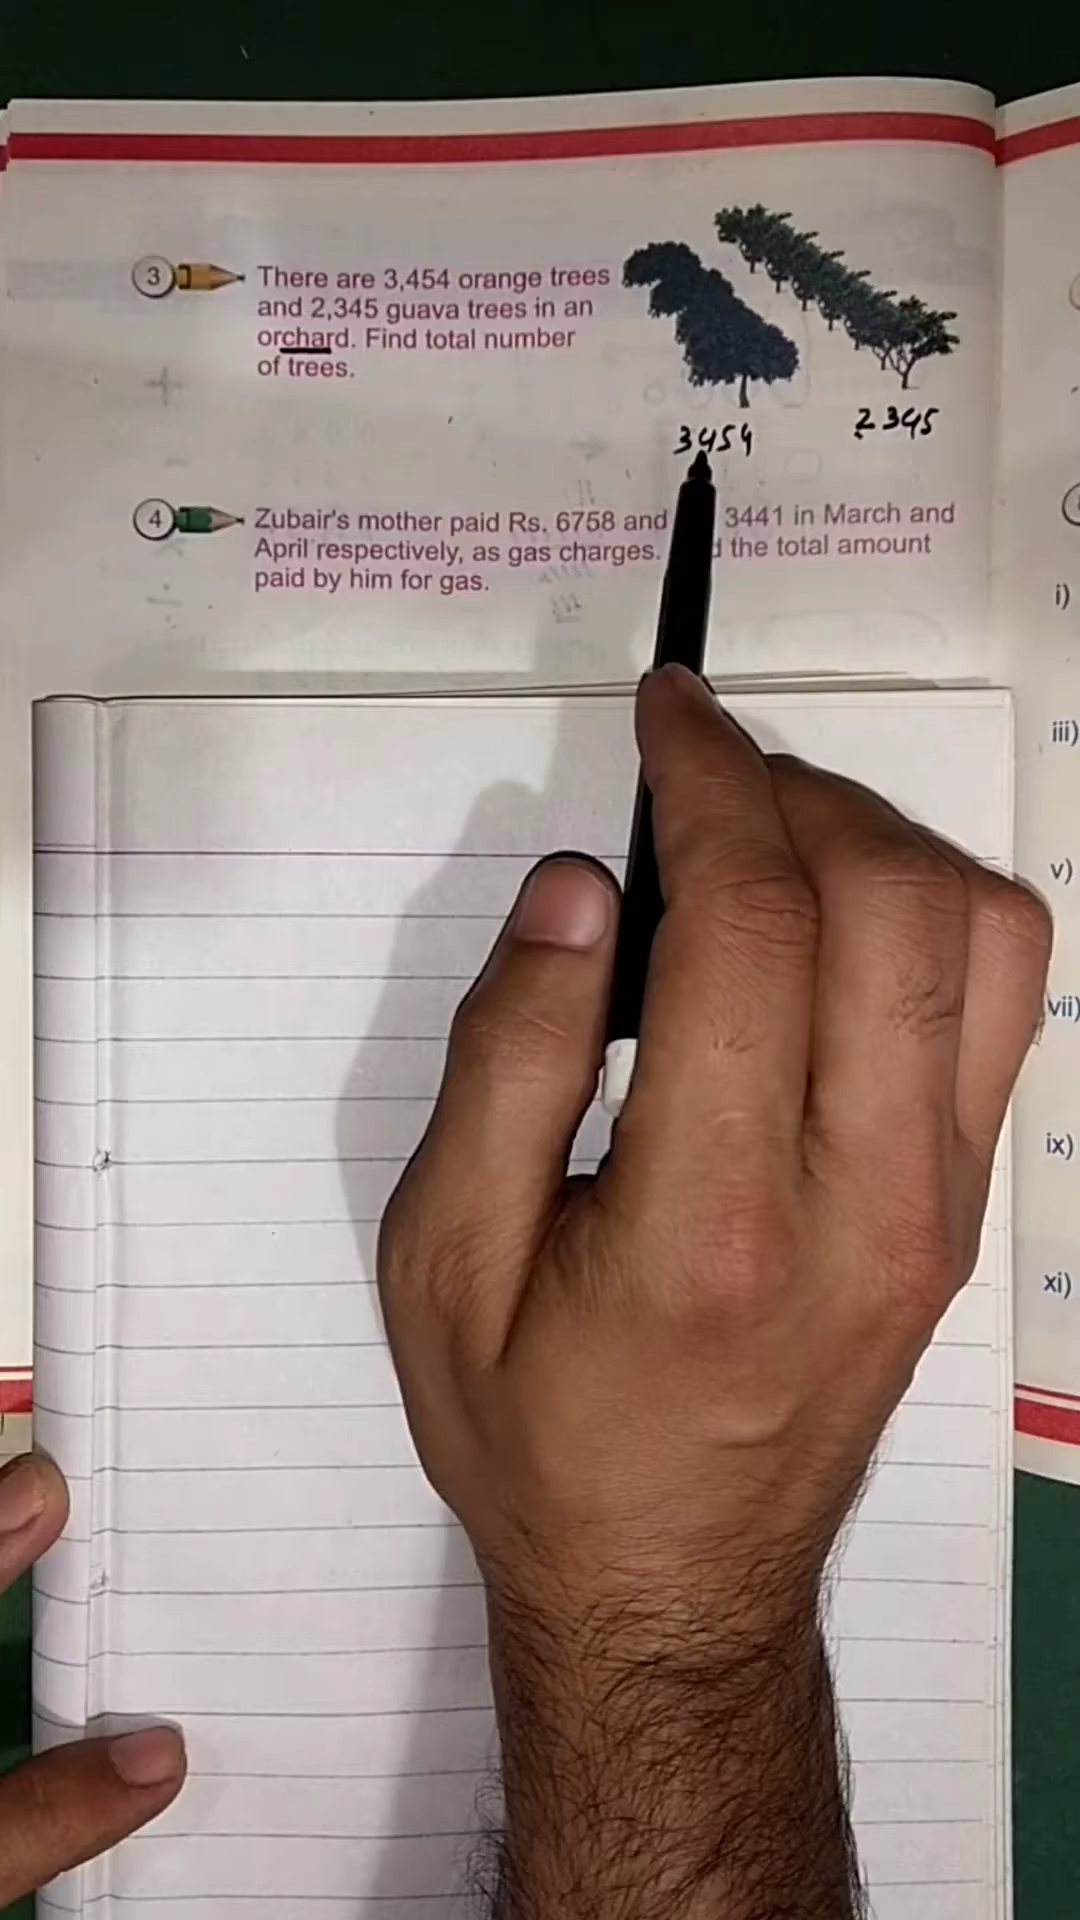 3
There are 3,454 orange trees
and 2,345 guava trees in an
orchard. Find total number
of trees.
3454
2345
4
Zubair's mother paid Rs. 6758 and 3441 in March and
April respectively, as gas charges. the total amount
paid by him for gas.
i)
iii)
v)
vii)
ix)
xi)